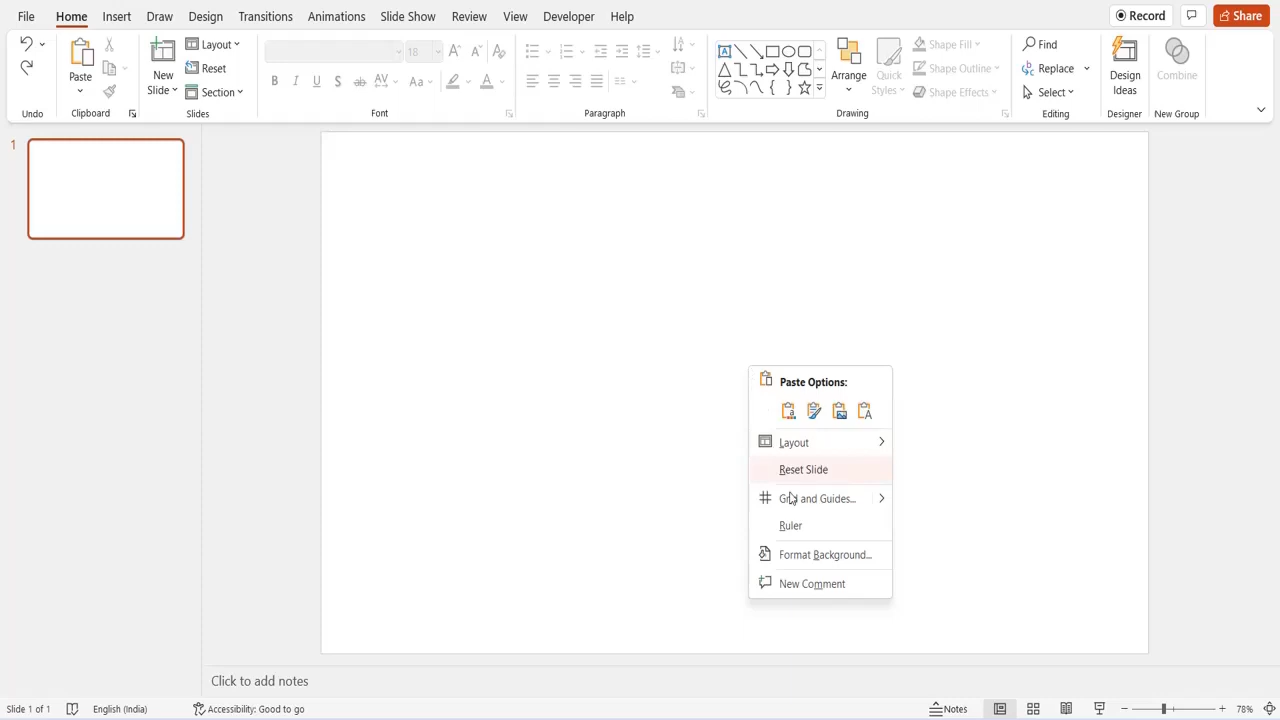 File Home Insert Draw Design Transitions Animations Slide Show Review View Developer Help Record Share
Paste
New Slide
Layout
Reset
Section
18
B I U S ab AV Aa A
Arrange
Quick Styles
Shape Fill
Shape Outline
Shape Effects
Find
Replace
Select
Design Ideas
Combine
Undo Clipboard Slides Font Paragraph Drawing Editing Designer New Group
1
Paste Options:
Layout
Reset Slide
Grid and Guides...
Ruler
Format Background...
New Comment
Click to add notes
Slide 1 of 1 English (India) Accessibility: Good to go Notes 78%